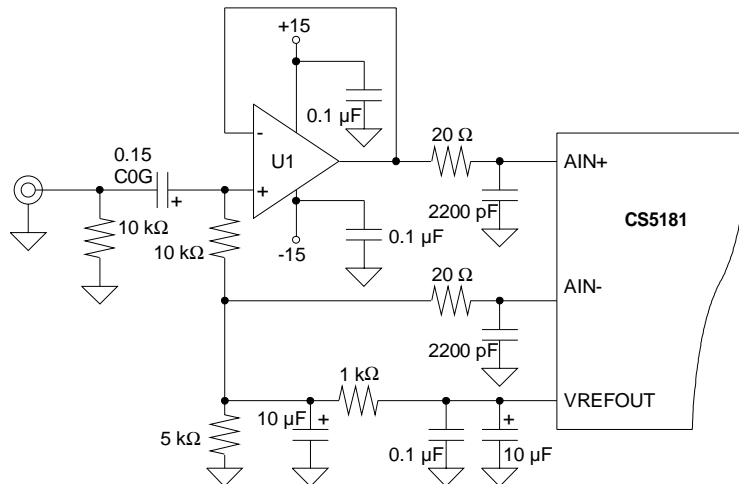 +15
0.1 µF
-
U1
+
0.15
C0G
+
10 kΩ
10 kΩ
-15
0.1 µF
20 Ω
AIN+
2200 pF
CS5181
20 Ω
AIN-
2200 pF
1 kΩ
VREFOUT
5 kΩ
10 µF
+
0.1 µF
+
10 µF